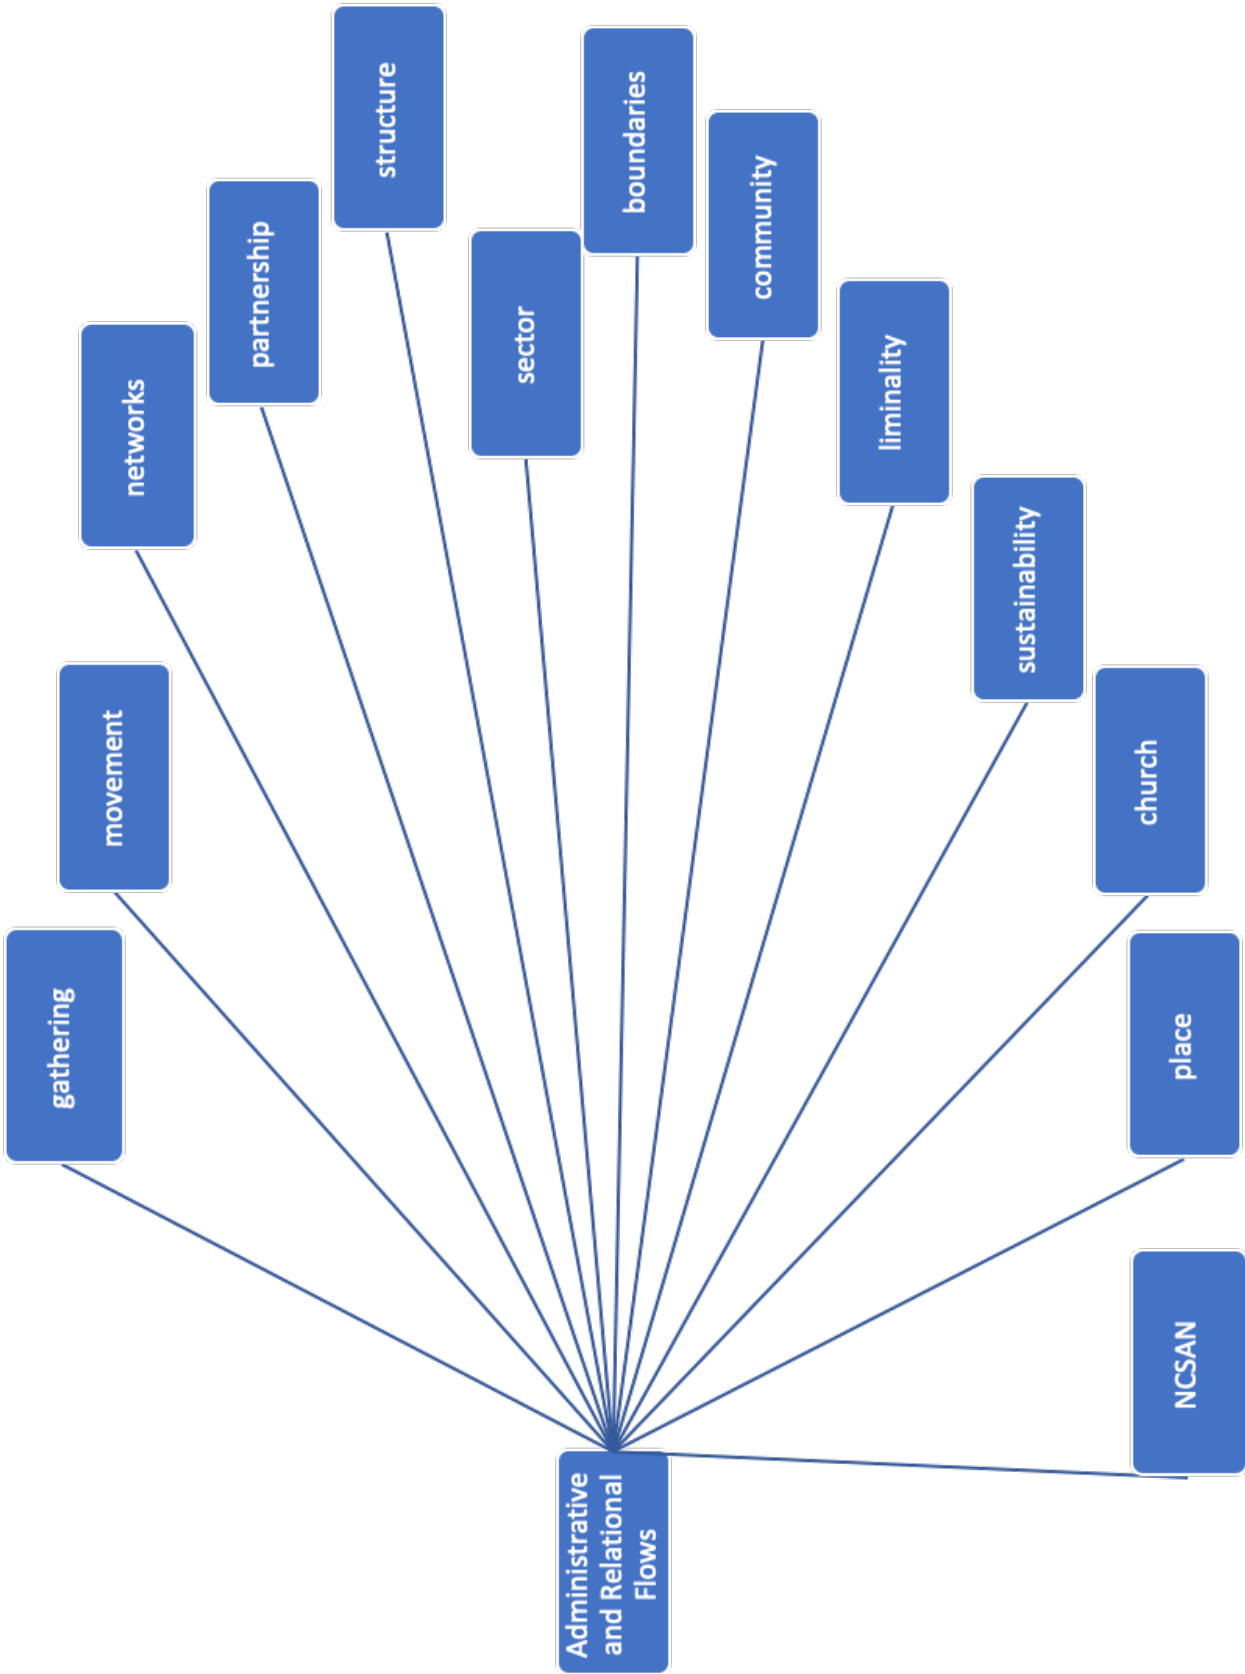 Administrative
and Relational
Flows
gathering
movement
networks
partnership
structure
sector
boundaries
community
liminality
sustainability
church
place
NCSAN